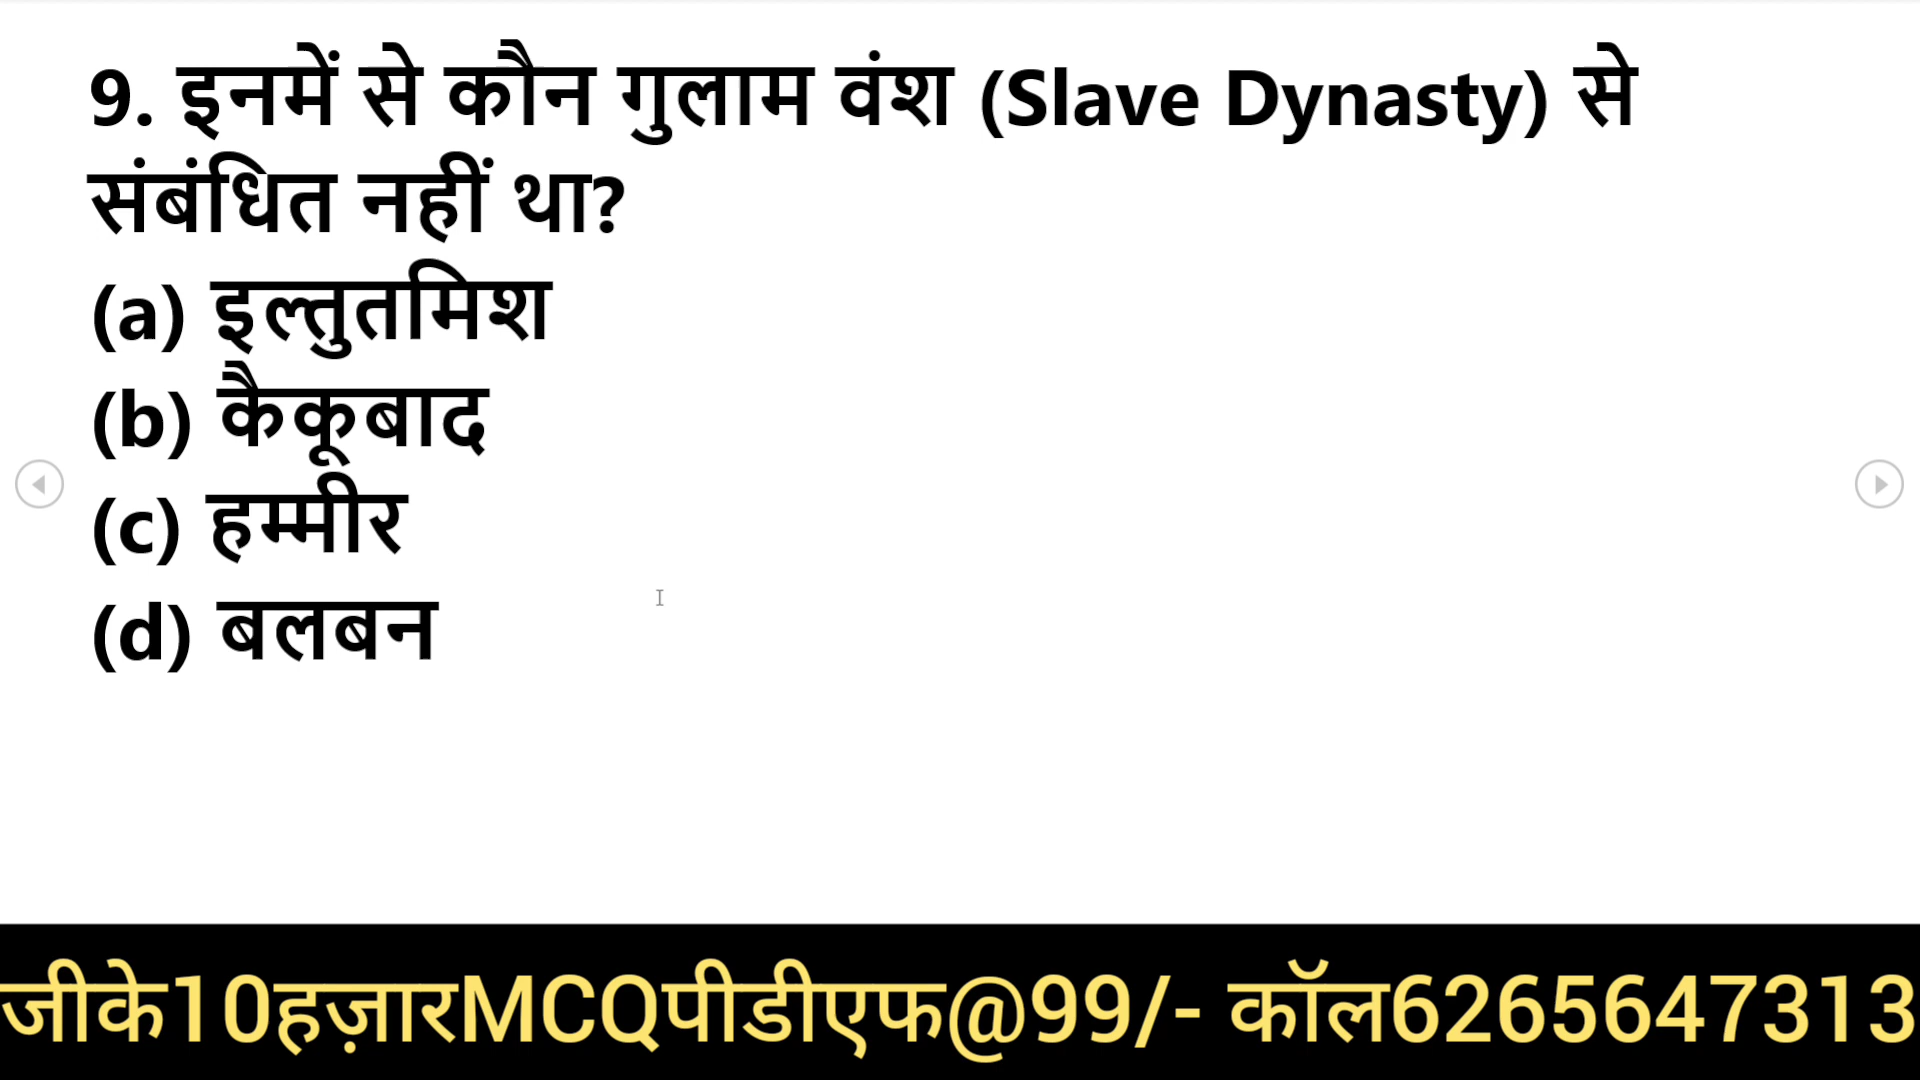 9. इनमें से कौन गुलाम वंश (Slave Dynasty) से
संबंधित नहीं था?
(a) इल्तुतमिश
(b) कैकूबाद
(c) हम्मीर
(d) बलबन
जीके10हज़ारMCQपीडीएफ@99/- कॉल6265647313